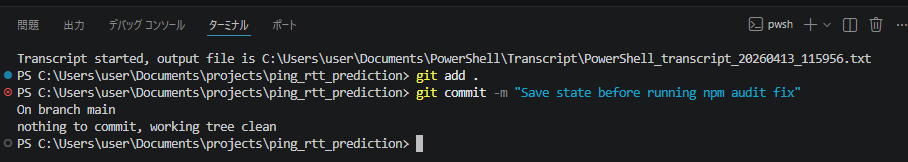 問題 出力 デバッグ コンソール ターミナル ポート pwsh
Transcript started, output file is C:\Users\user\Documents\PowerShell\Transcript\PowerShell_transcript_20260413_115956.txt
PS C:\Users\user\Documents\projects\ping_rtt_prediction> git add .
PS C:\Users\user\Documents\projects\ping_rtt_prediction> git commit -m "Save state before running npm audit fix"
On branch main
nothing to commit, working tree clean
PS C:\Users\user\Documents\projects\ping_rtt_prediction>